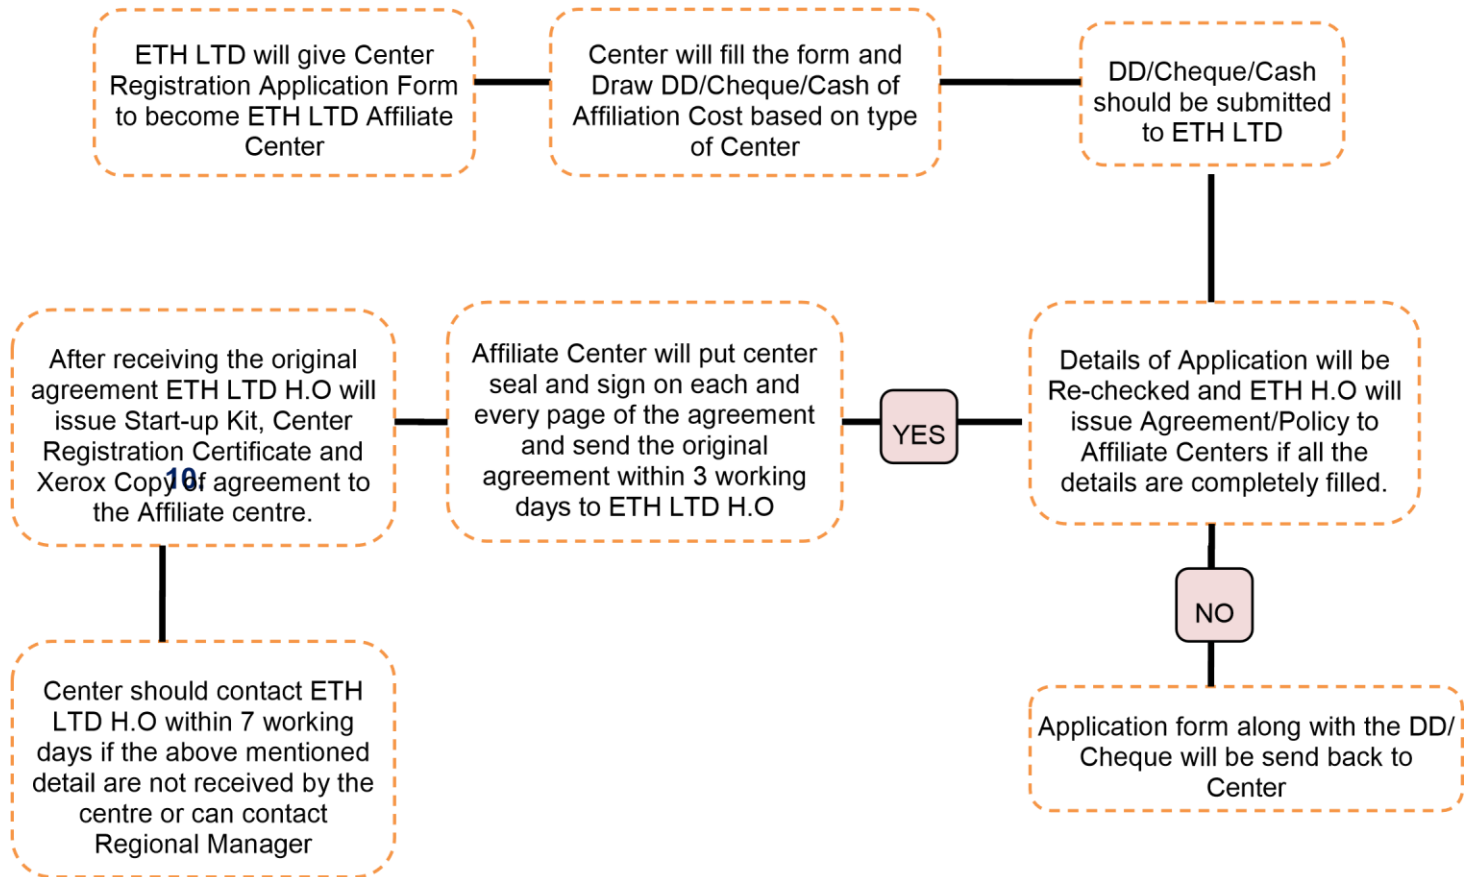 ETH LTD will give Center
Registration Application Form
to become ETH LTD Affiliate
Center
Center will fill the form and
Draw DD/Cheque/Cash of
Affiliation Cost based on type
of Center
DD/Cheque/Cash
should be submitted
to ETH LTD
Details of Application will be
Re-checked and ETH H.O will
issue Agreement/Policy to
Affiliate Centers if all the
details are completely filled.
YES
Affiliate Center will put center
seal and sign on each and
every page of the agreement
and send the original
agreement within 3 working
days to ETH LTD H.O
After receiving the original
agreement ETH LTD H.O will
issue Start-up Kit, Center
Registration Certificate and
Xerox Copy of agreement to
10.
the Affiliate centre.
Center should contact ETH
LTD H.O within 7 working
days if the above mentioned
detail are not received by the
centre or can contact
Regional Manager
NO
Application form along with the DD/
Cheque will be send back to
Center